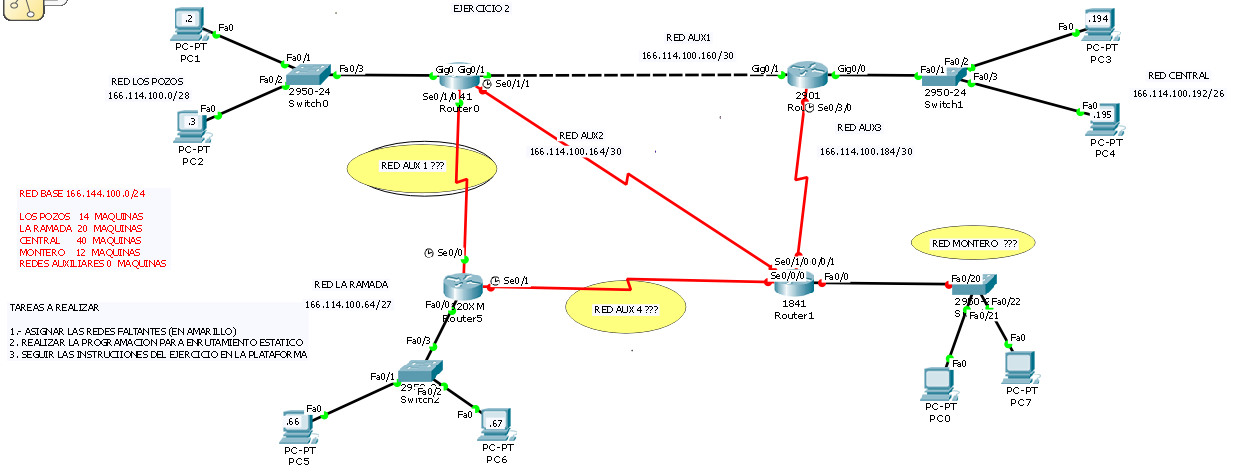 EJERCICIO 2
.2
Fa0
PC-PT
PC1
Fa0/1
RED LOS POZOS
166.114.100.0/28
Fa0/2
Fa0/3
2950-24
Switch0
.3
Fa0
PC-PT
PC2
Gig0
Gig0/1
Se0/1/1
Se0/1/0
41
Router0
RED AUX1
166.114.100.160/30
Gig0/1
Gig0/0
2901
Se0/3/0
Fa0/1
Fa0/2
Fa0/3
2950-24
Switch1
.194
Fa0
PC-PT
PC3
RED CENTRAL
166.114.100.192/26
Fa0
.195
PC-PT
PC4
RED AUX2
166.114.100.164/30
RED AUX3
166.114.100.184/30
RED AUX 1 ???
RED BASE 166.144.100.0/24
LOS POZOS 14 MAQUINAS
LA RAMADA 20 MAQUINAS
CENTRAL 40 MAQUINAS
MONTERO 12 MAQUINAS
REDES AUXILIARES 0 MAQUINAS
RED MONTERO ???
Se0/0
Se0/1
RED LA RAMADA
166.114.100.64/27
Fa0/0
20XM
Router5
RED AUX 4 ???
Se0/1/0
0/0/1
Se0/0/0
Fa0/0
1841
Router1
Fa0/20
Fa0/22
Fa0/21
TAREAS A REALIZAR
1.- ASIGNAR LAS REDES FALTANTES (EN AMARILLO)
2. REALIZAR LA PROGRAMACION PARA ENRUTAMIENTO ESTATICO
3. SEGUIR LAS INSTRUCIIONES DEL EJERCICIO EN LA PLATAFORMA
Fa0/3
Fa0/1
Fa0/2
Switch2
Fa0
.66
PC-PT
PC5
Fa0
.67
PC-PT
PC6
Fa0
PC-PT
PC0
Fa0
PC-PT
PC7